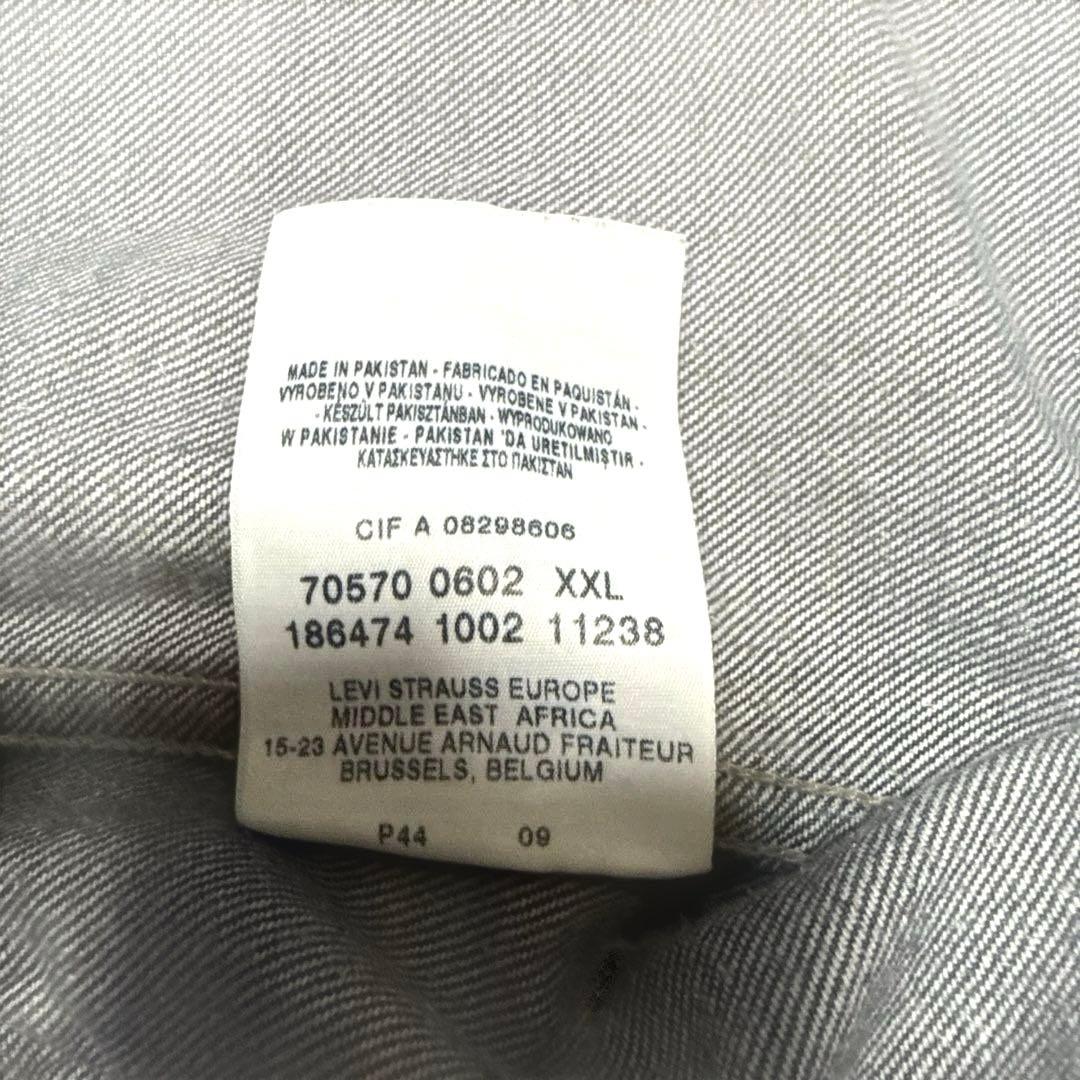 MADE IN PAKISTAN - FABRICADO EN PAQUISTÁN -
VYROBENO V PAKISTANU - VYROBENE V PAKISTAN -
- KÉSZÜLT PAKISZTÁNBAN - WYPRODUKOWANO
W PAKISTANIE - PAKISTAN 'DA URETILMIŞTIR -
ΚΑΤΑΣΚΕΥΑΣΤΗΚΕ ΣΤΟ ΠΑΚΙΣΤΑΝ
CIF A 08298606
70570 0602 XXL
186474 1002 11238
LEVI STRAUSS EUROPE
MIDDLE EAST AFRICA
15-23 AVENUE ARNAUD FRAITEUR
BRUSSELS, BELGIUM
P44 09